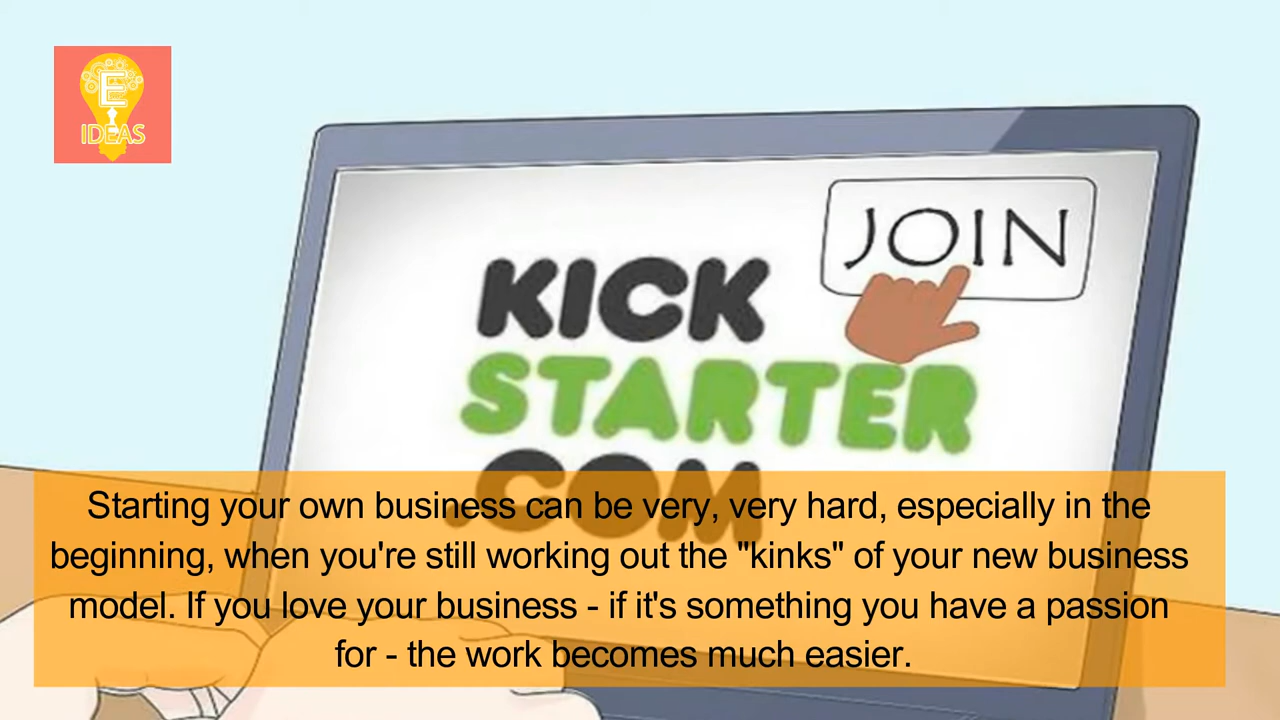 E
IDEAS
JOIN
KICK
STARTER
.COM
Starting your own business can be very, very hard, especially in the
beginning, when you're still working out the "kinks" of your new business
model. If you love your business - if it's something you have a passion
for - the work becomes much easier.